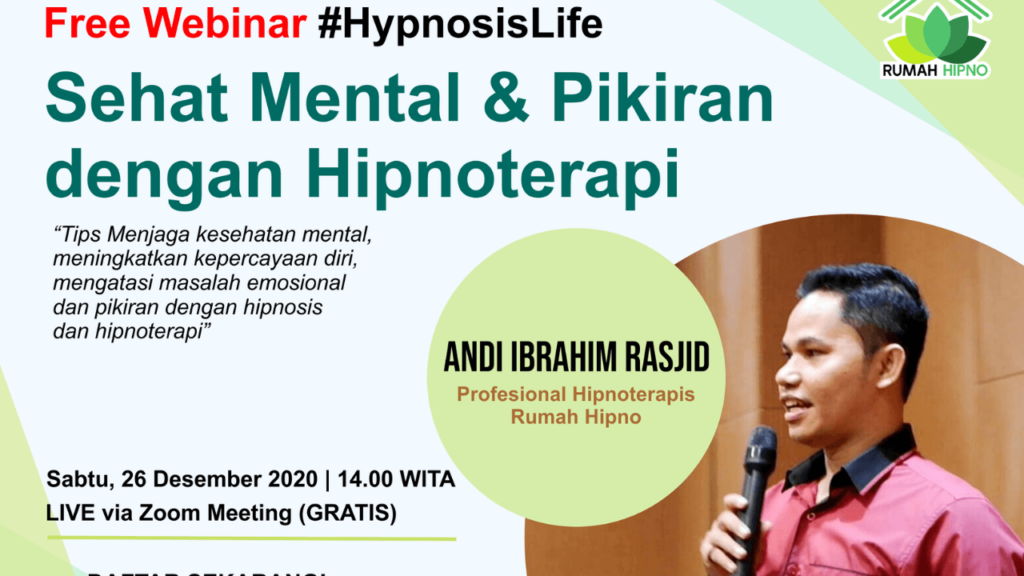 Free Webinar #HypnosisLife
RUMAH HIPNO
Sehat Mental & Pikiran
dengan Hipnoterapi
“Tips Menjaga kesehatan mental,
meningkatkan kepercayaan diri,
mengatasi masalah emosional
dan pikiran dengan hipnosis
dan hipnoterapi”
ANDI IBRAHIM RASJID
Profesional Hipnoterapis
Rumah Hipno
Sabtu, 26 Desember 2020 | 14.00 WITA
LIVE via Zoom Meeting (GRATIS)
DAFTAR SEKARANG!